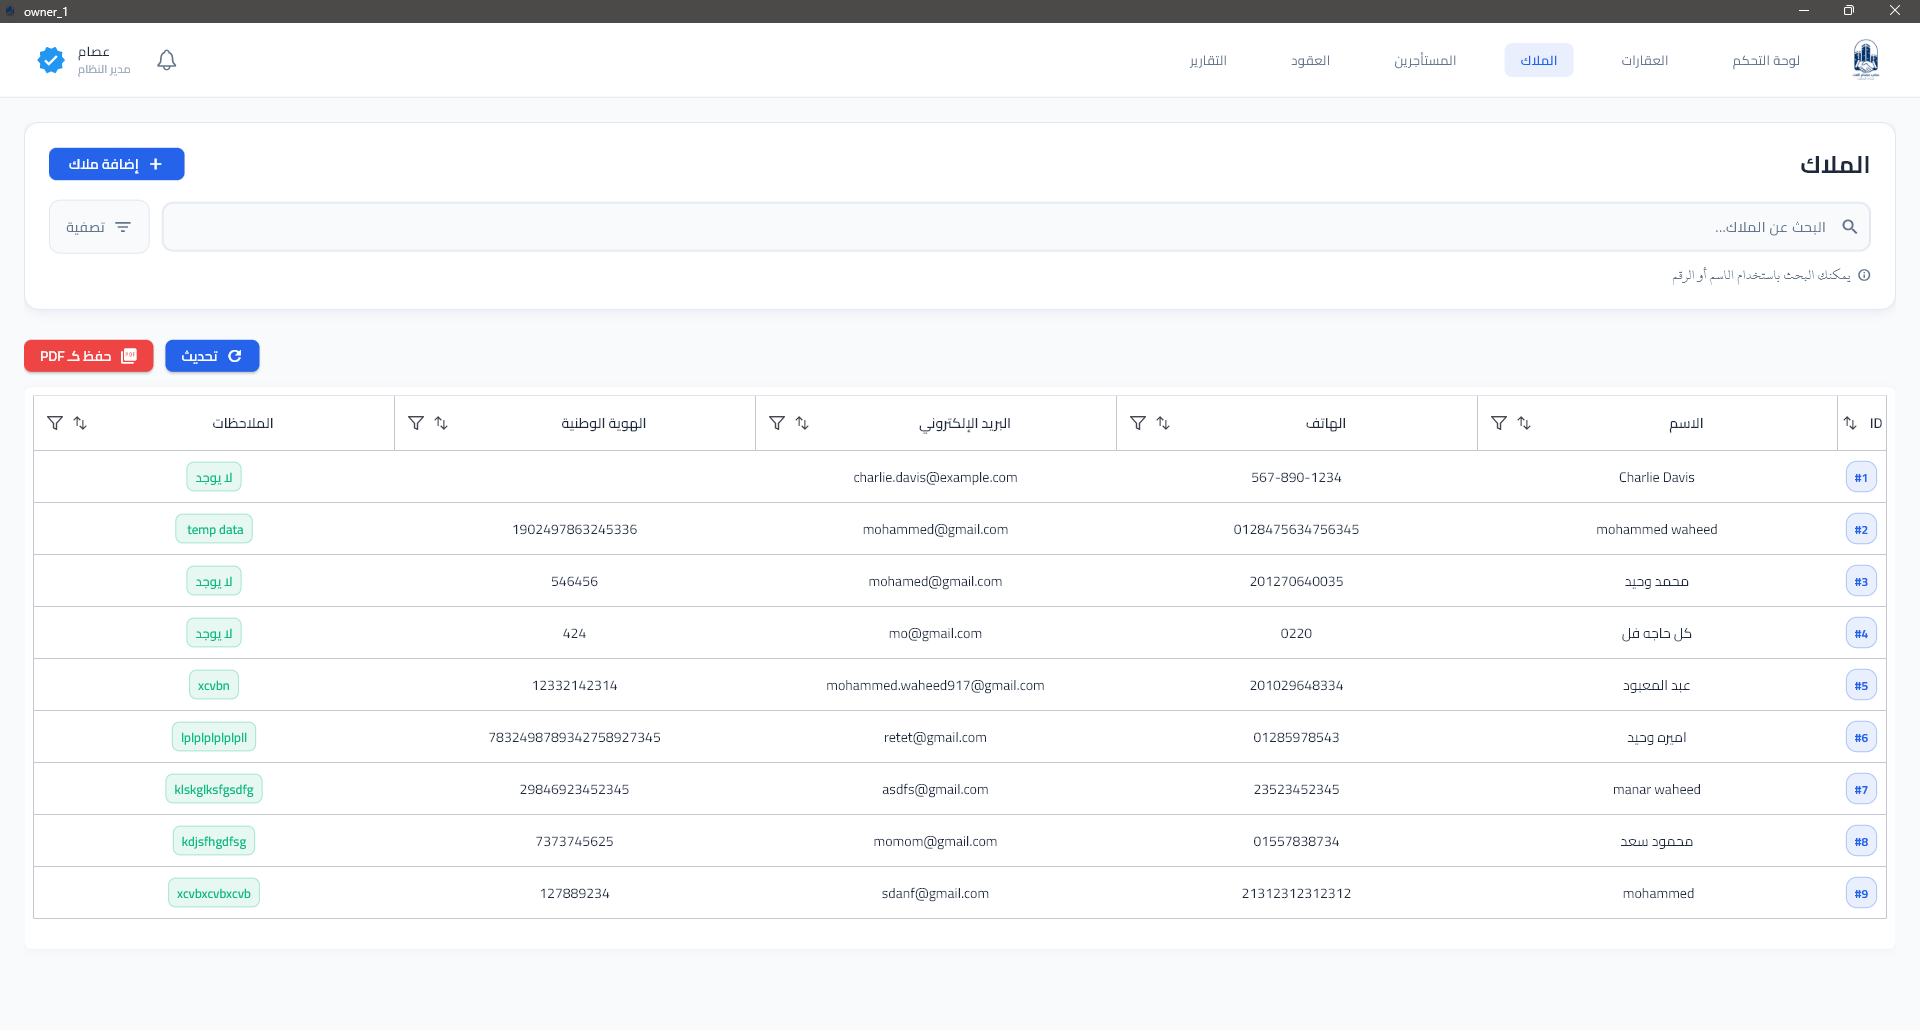 owner_1
لوحة التحكم
العقارات
الملاك
المستأجرين
العقود
التقارير
عصام
مدير النظام
الملاك
إضافة ملاك
البحث عن الملاك...
تصفية
يمكنك البحث باستخدام الاسم أو الرقم
تحديث
حفظ كـ PDF
ID الاسم الهاتف البريد الإلكتروني الهوية الوطنية الملاحظات
#1 Charlie Davis 567-890-1234 charlie.davis@example.com لا يوجد
#2 mohammed waheed 0128475634756345 mohammed@gmail.com 1902497863245336 temp data
#3 محمد وحيد 201270640035 mohamed@gmail.com 546456 لا يوجد
#4 كل حاجه فل 0220 mo@gmail.com 424 لا يوجد
#5 عبد المعبود 201029648334 mohammed.waheed917@gmail.com 12332142314 xcvbn
#6 اميره وحيد 01285978543 retet@gmail.com 7832498789342758927345 lplplplplplpll
#7 manar waheed 23523452345 asdfs@gmail.com 29846923452345 klskglksfgsdfg
#8 محمود سعد 01557838734 momom@gmail.com 7373745625 kdjsfhgdfsg
#9 mohammed 21312312312312 sdanf@gmail.com 127889234 xcvbxcvbxcvb